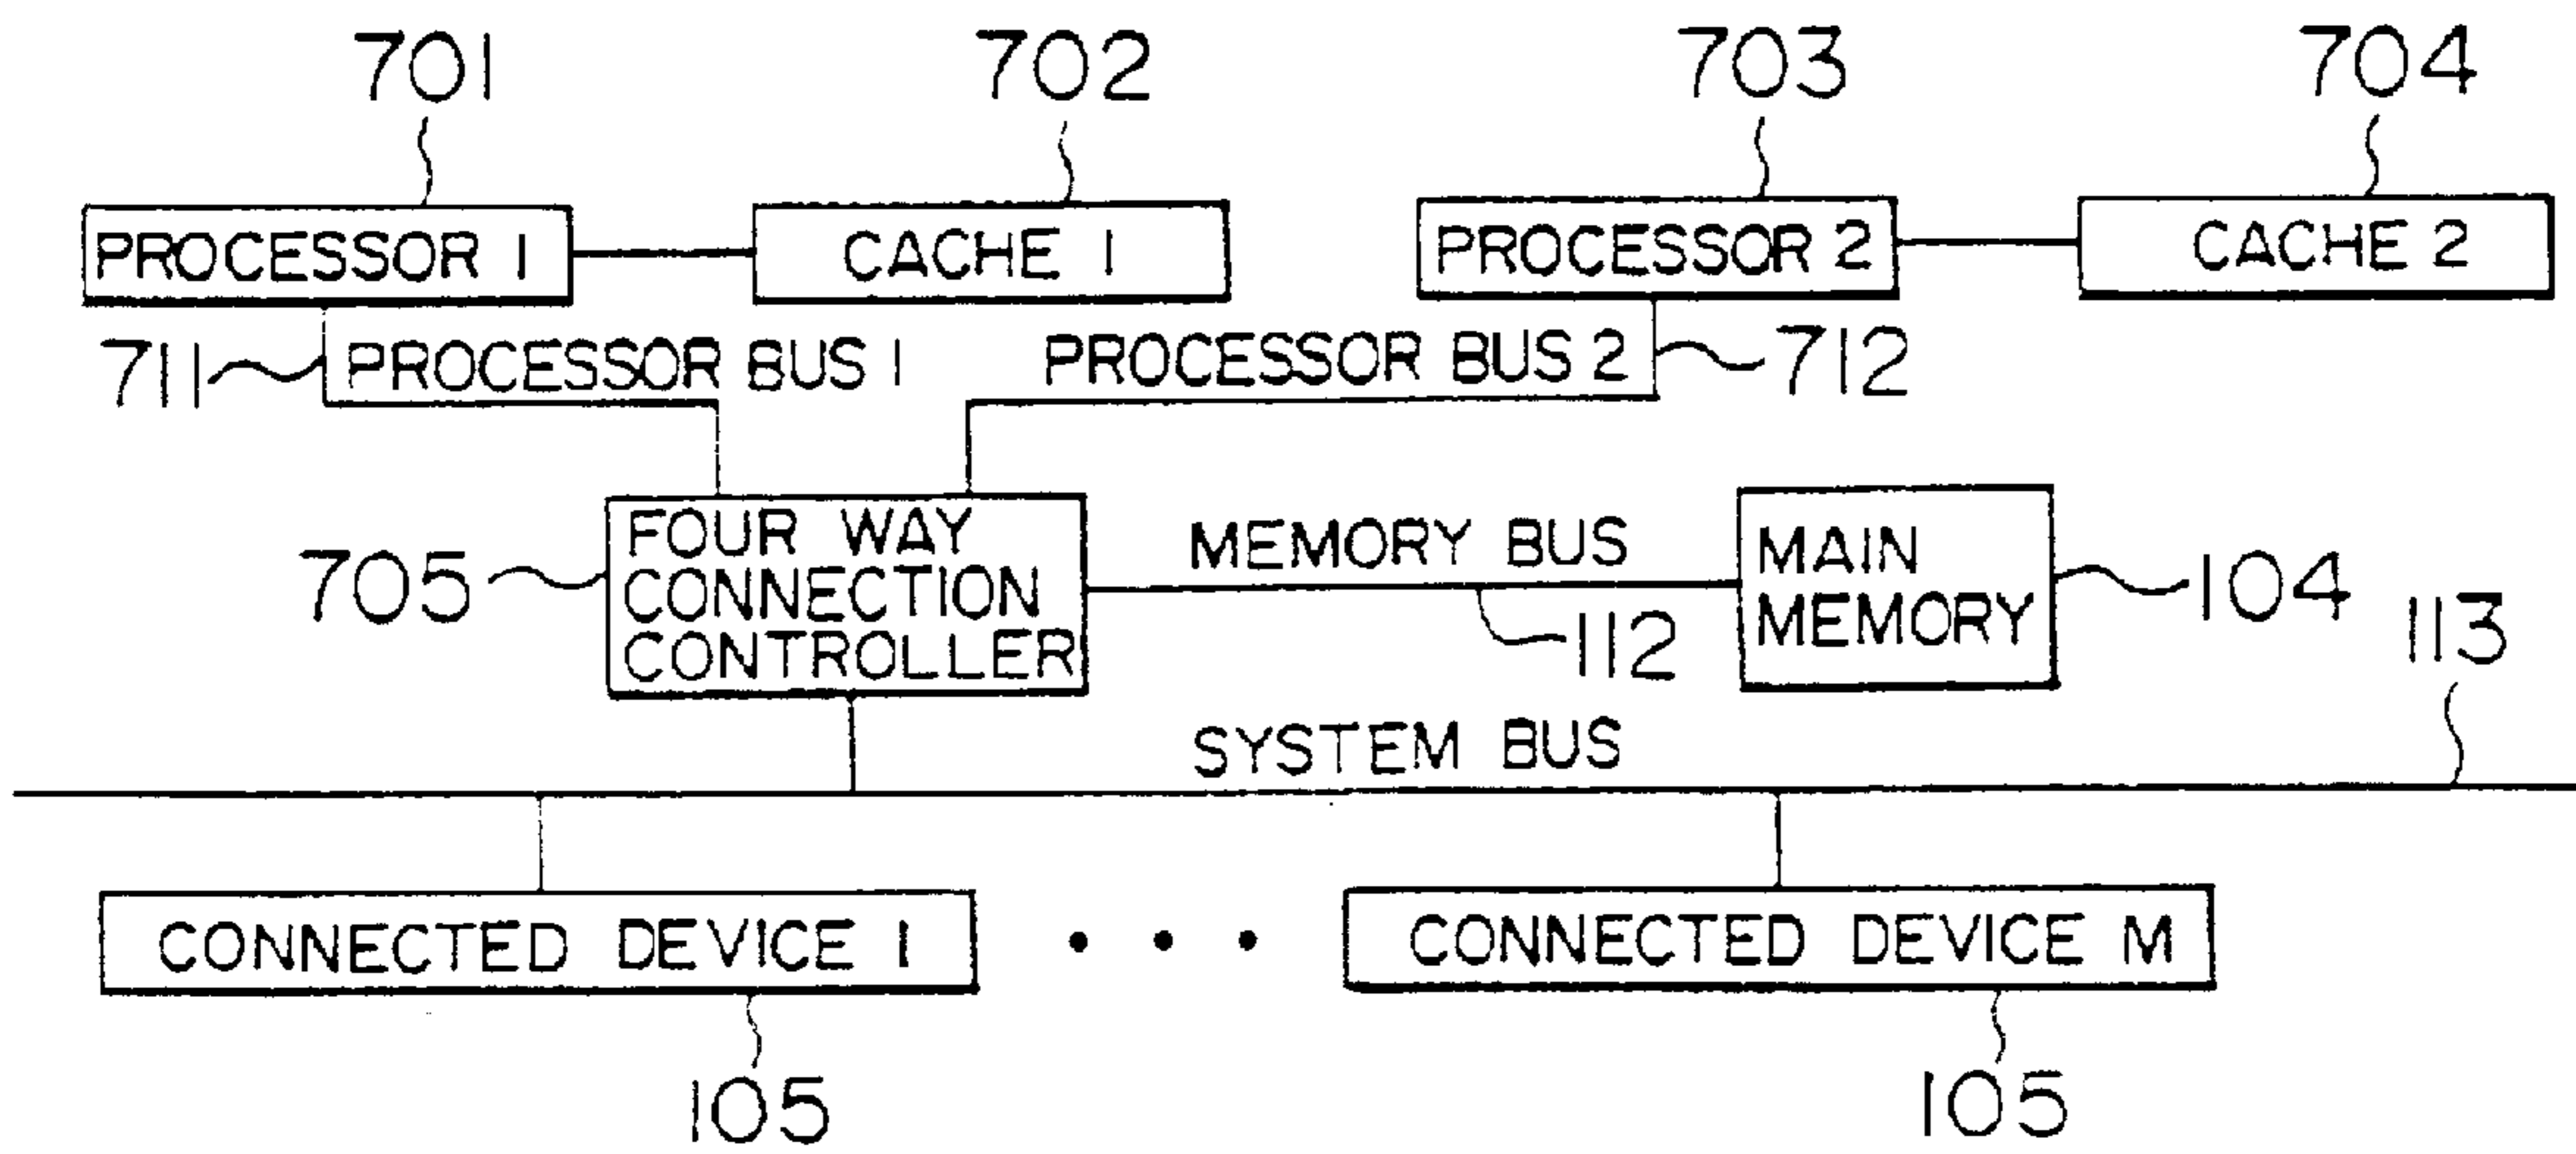 701
702
703
704
PROCESSOR 1
CACHE 1
PROCESSOR 2
CACHE 2
711
PROCESSOR BUS 1
PROCESSOR BUS 2
712
705
FOUR WAY
CONNECTION
CONTROLLER
MEMORY BUS
112
MAIN
MEMORY
104
113
SYSTEM BUS
CONNECTED DEVICE 1
• • •
CONNECTED DEVICE M
105
105